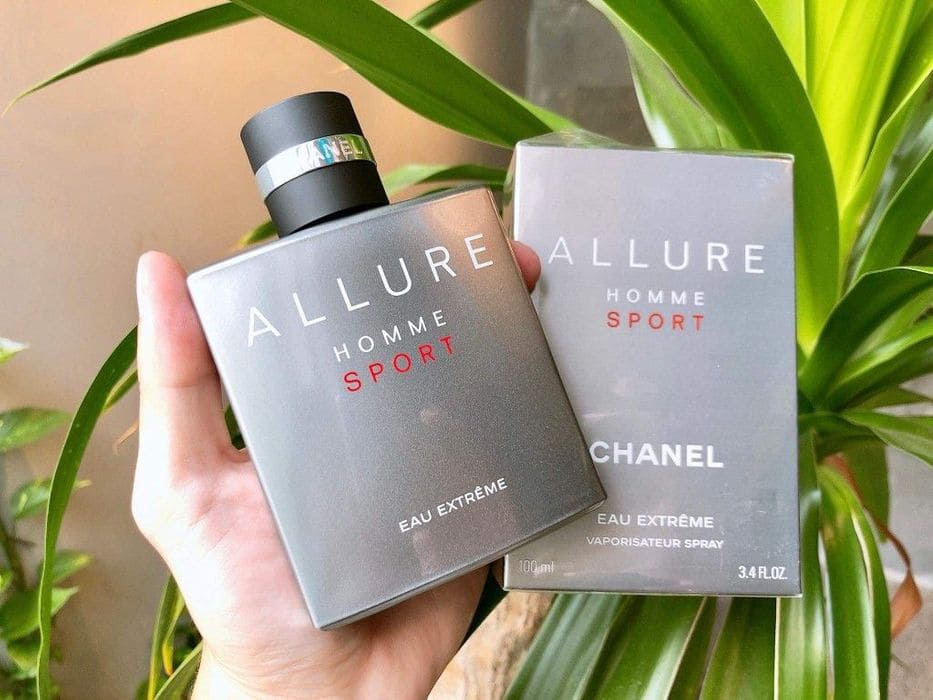 ALLURE
HOMME
SPORT
EAU EXTRÊME
ALLURE
HOMME
SPORT
CHANEL
EAU EXTRÊME
VAPORISATEUR SPRAY
100 ml
3.4 FL.OZ.